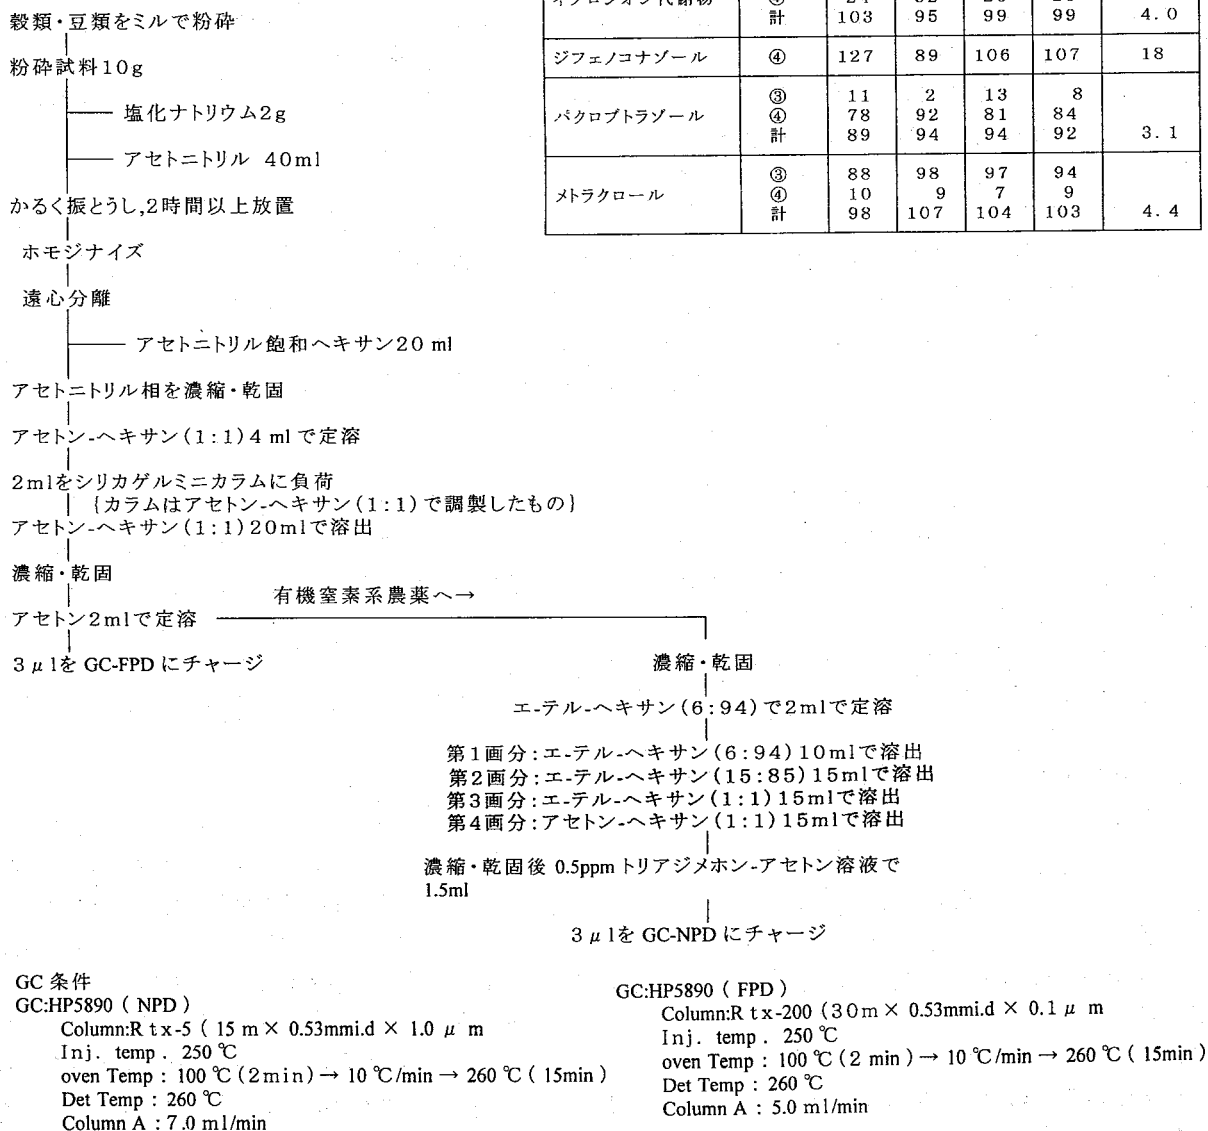 穀類・豆類をミルで粉砕
粉砕試料10g
塩化ナトリウム2g
アセトニトリル 40ml
かるく振とうし,2時間以上放置
ホモジナイズ
遠心分離
アセトニトリル飽和ヘキサン20 ml
アセトニトリル相を濃縮・乾固
アセトン-ヘキサン(1:1)4 mlで定溶
2mlをシリカゲルミニカラムに負荷
{カラムはアセトン-ヘキサン(1:1)で調製したもの}
アセトン-ヘキサン(1:1)20mlで溶出
濃縮・乾固
有機窒素系農薬へ→
アセトン2mlで定溶
3μlを GC-FPD にチャージ
計 103 95 99 99 4.0
ジフェノコナゾール ④ 127 89 106 107 18
③ 11 2 13 8
パクロブトラゾール ④ 78 92 81 84
計 89 94 94 92 3.1
③ 88 98 97 94
メトラクロール ④ 10 9 7 9
計 98 107 104 103 4.4
濃縮・乾固
エ-テル-ヘキサン(6:94)で2mlで定溶
第1画分:エ-テル-ヘキサン(6:94)10mlで溶出
第2画分:エ-テル-ヘキサン(15:85)15mlで溶出
第3画分:エ-テル-ヘキサン(1:1)15mlで溶出
第4画分:アセトン-ヘキサン(1:1)15mlで溶出
濃縮・乾固後 0.5ppm トリアジメホン-アセトン溶液で
1.5ml
3μlを GC-NPD にチャージ
GC 条件
GC:HP5890 ( NPD )
Column:R t x-5 ( 15 m × 0.53mmi.d × 1.0 μ m
Inj. temp . 250 ℃
oven Temp : 100 ℃ (2min) → 10 ℃/min → 260 ℃ ( 15min )
Det Temp : 260 ℃
Column A : 7.0 ml/min
GC:HP5890 ( FPD )
Column:R t x-200 (30m × 0.53mmi.d × 0.1 μ m
Inj. temp . 250 ℃
oven Temp : 100 ℃ (2 min ) → 10 ℃/min → 260 ℃ ( 15min )
Det Temp : 260 ℃
Column A : 5.0 ml/min